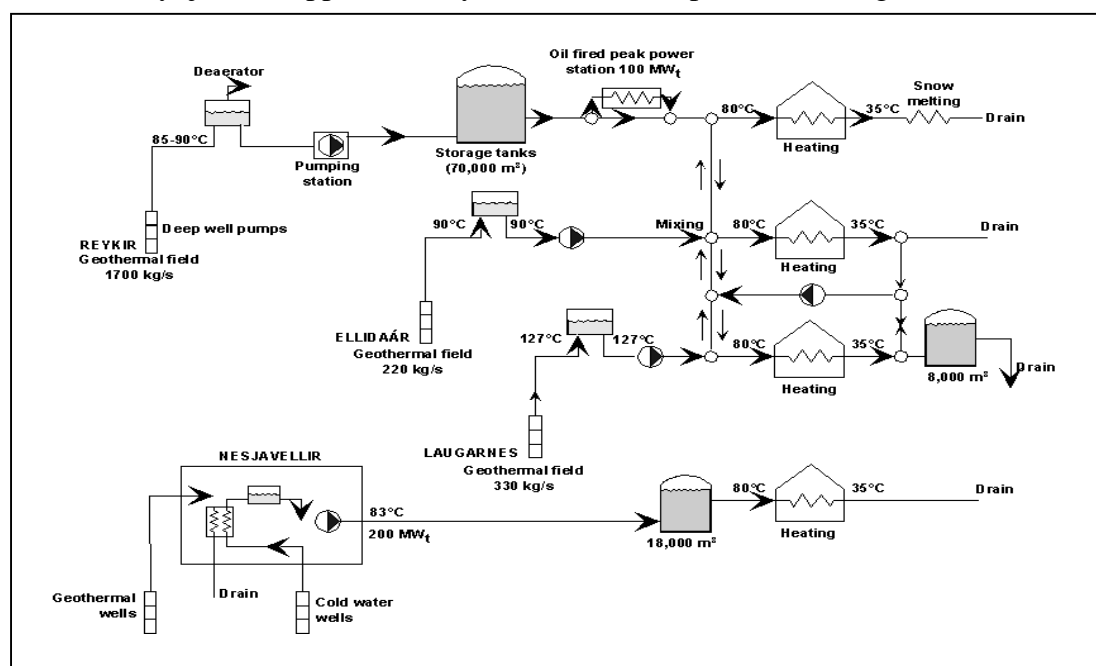 Oil fired peak power
station 100 MWt
Deaerator
80°C
35°C
Snow
melting
Drain
85-90°C
Heating
Pumping
station
Storage tanks
(70,000 m³)
Deep well pumps
REYKIR
Geothermal field
1700 kg/s
90°C
90°C
Mixing
80°C
35°C
Drain
Heating
ELLIDAÁR
Geothermal field
220 kg/s
127°C
127°C
80°C
35°C
Heating
8,000 m³
Drain
LAUGARNES
Geothermal field
330 kg/s
NESJAVELLIR
83°C
200 MWt
80°C
35°C
Drain
18,000 m³
Heating
Drain
Geothermal
wells
Cold water
wells